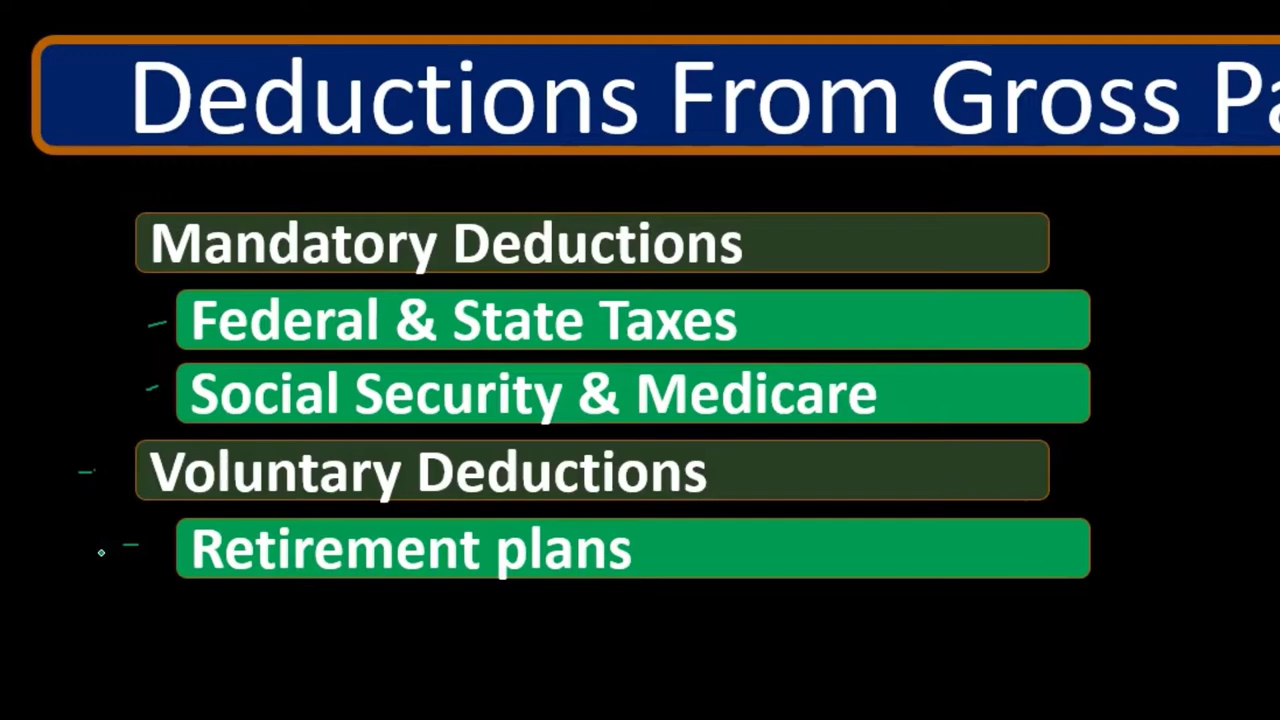 Deductions From Gross Pa
Mandatory Deductions
Federal & State Taxes
Social Security & Medicare
Voluntary Deductions
Retirement plans